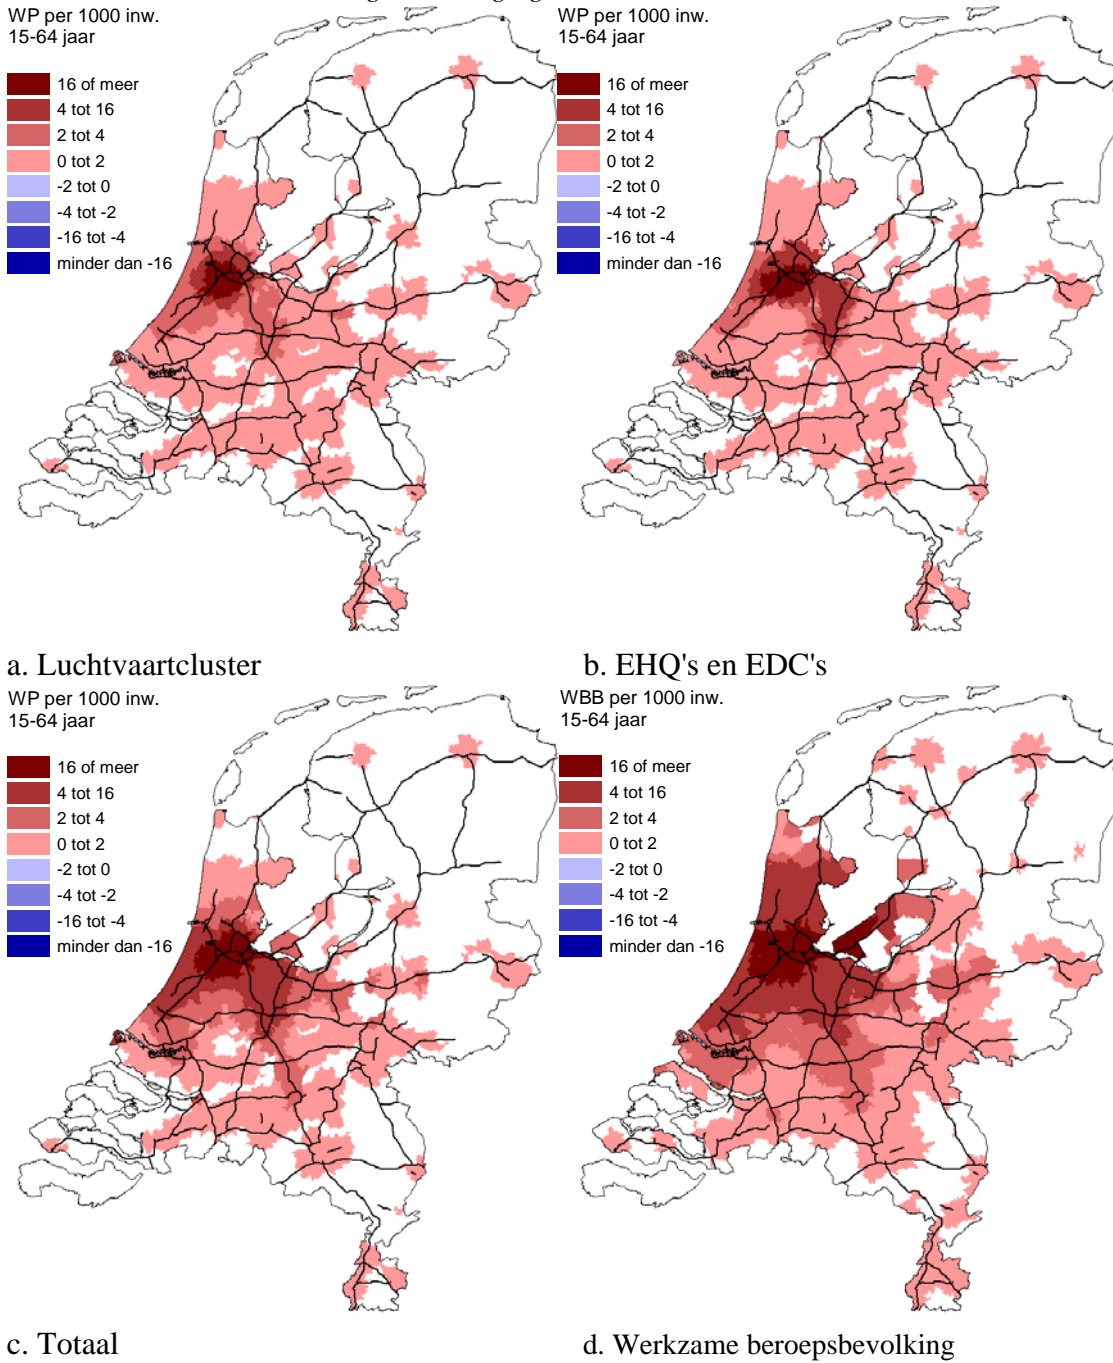 WP per 1000 inw.
15-64 jaar
16 of meer
4 tot 16
2 tot 4
0 tot 2
-2 tot 0
-4 tot -2
-16 tot -4
minder dan -16
a. Luchtvaartcluster
WP per 1000 inw.
15-64 jaar
16 of meer
4 tot 16
2 tot 4
0 tot 2
-2 tot 0
-4 tot -2
-16 tot -4
minder dan -16
b. EHQ's en EDC's
WP per 1000 inw.
15-64 jaar
16 of meer
4 tot 16
2 tot 4
0 tot 2
-2 tot 0
-4 tot -2
-16 tot -4
minder dan -16
c. Totaal
WBB per 1000 inw.
15-64 jaar
16 of meer
4 tot 16
2 tot 4
0 tot 2
-2 tot 0
-4 tot -2
-16 tot -4
minder dan -16
d. Werkzame beroepsbevolking